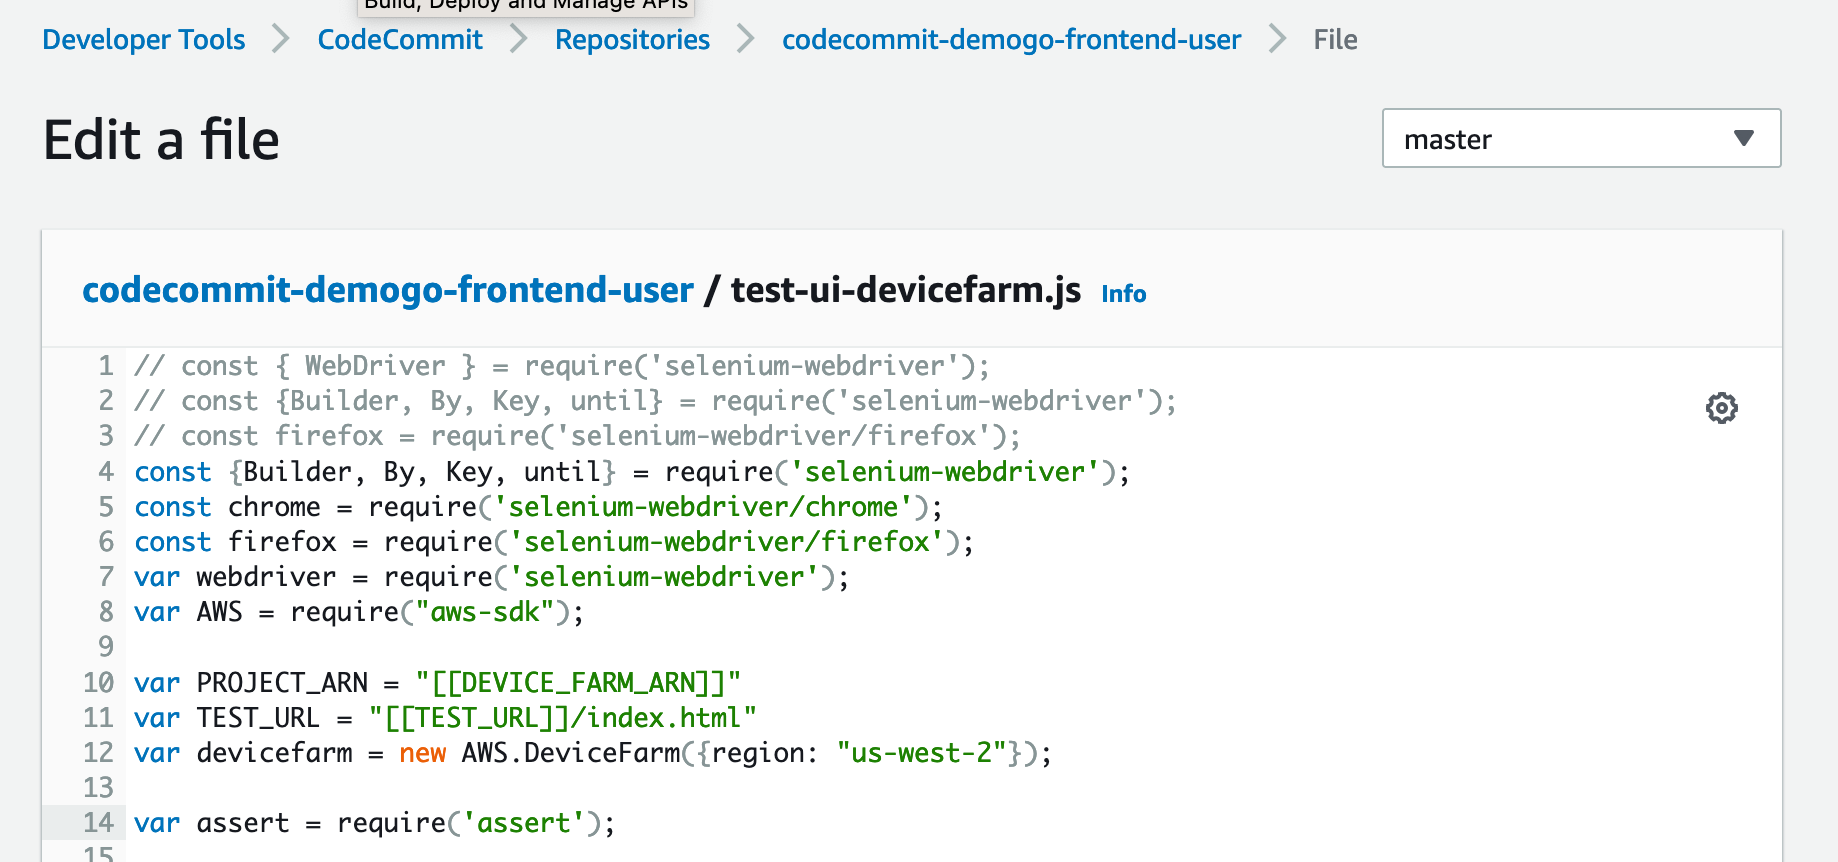 Build, Deploy and Manage APIs
Developer Tools > CodeCommit > Repositories > codecommit-demogo-frontend-user > File
Edit a file
master
codecommit-demogo-frontend-user / test-ui-devicefarm.js Info
1 // const { WebDriver } = require('selenium-webdriver');
2 // const {Builder, By, Key, until} = require('selenium-webdriver');
3 // const firefox = require('selenium-webdriver/firefox');
4 const {Builder, By, Key, until} = require('selenium-webdriver');
5 const chrome = require('selenium-webdriver/chrome');
6 const firefox = require('selenium-webdriver/firefox');
7 var webdriver = require('selenium-webdriver');
8 var AWS = require("aws-sdk");
9
10 var PROJECT_ARN = "[[DEVICE_FARM_ARN]]"
11 var TEST_URL = "[[TEST_URL]]/index.html"
12 var devicefarm = new AWS.DeviceFarm({region: "us-west-2"});
13
14 var assert = require('assert');
15